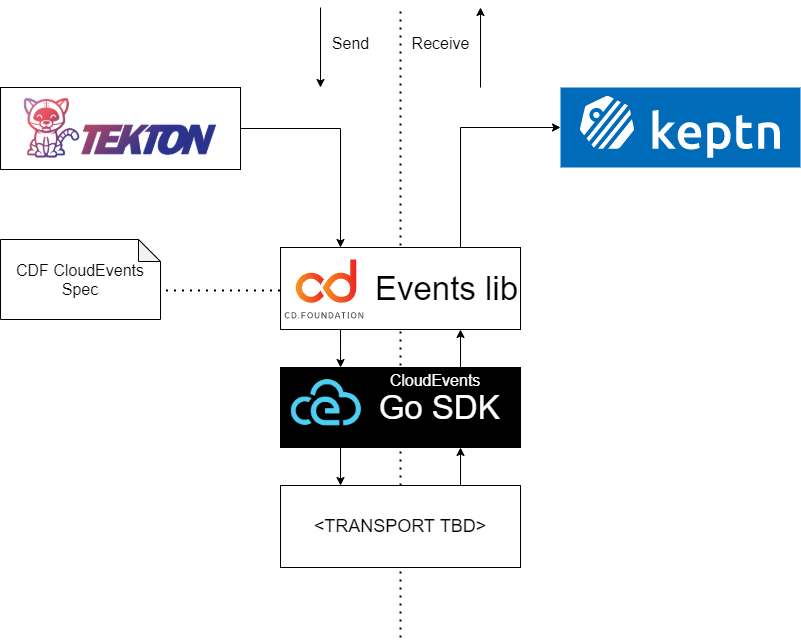 Send
Receive
TEKTON
keptn
CDF CloudEvents
Spec
cd
Events lib
CD.FOUNDATION
CloudEvents
Go SDK
<TRANSPORT TBD>